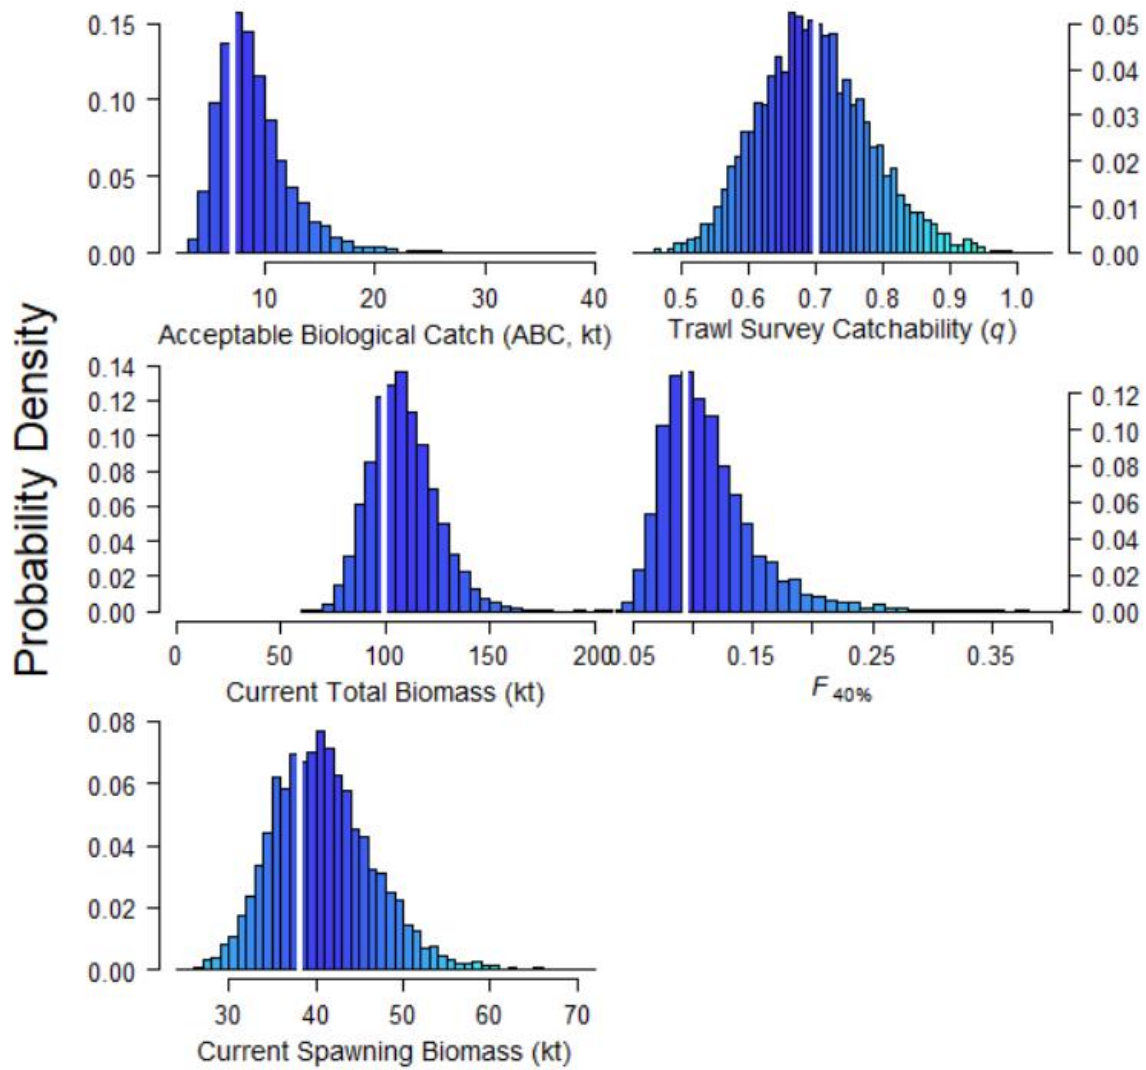 Probability Density
0.15
0.10
0.05
0.00
10 20 30 40
Acceptable Biological Catch (ABC, kt)
0.05
0.04
0.03
0.02
0.01
0.00
0.5 0.6 0.7 0.8 0.9 1.0
Trawl Survey Catchability (q)
0.14
0.12
0.10
0.08
0.06
0.04
0.02
0.00
0 50 100 150 200
Current Total Biomass (kt)
0.12
0.10
0.08
0.06
0.04
0.02
0.00
0.05 0.15 0.25 0.35
F 40%
0.08
0.06
0.04
0.02
0.00
30 40 50 60 70
Current Spawning Biomass (kt)